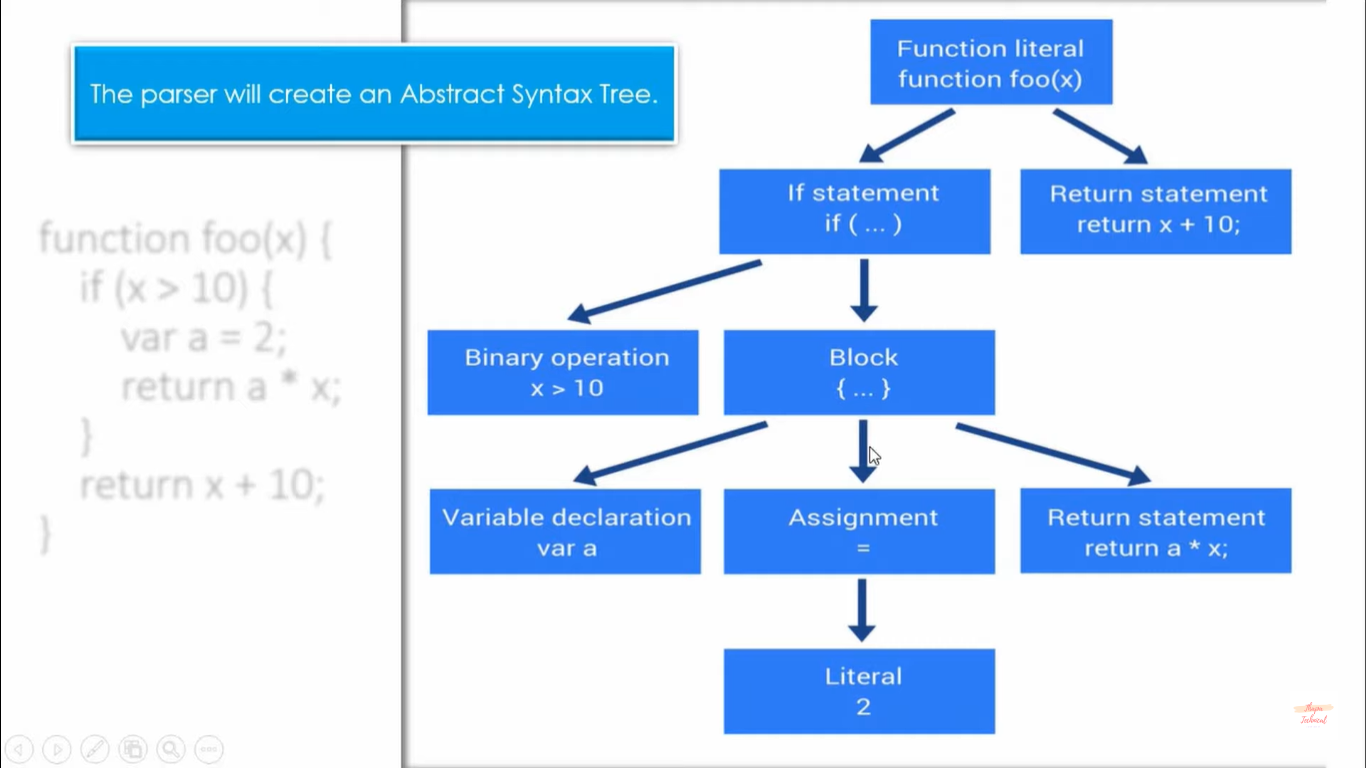 The parser will create an Abstract Syntax Tree.
function foo(x) {
if (x > 10) {
var a = 2;
return a * x;
}
return x + 10;
}
Function literal
function foo(x)
If statement
if ( ... )
Return statement
return x + 10;
Binary operation
x > 10
Block
{ ... }
Variable declaration
var a
Assignment
=
Return statement
return a * x;
Literal
2
Technical